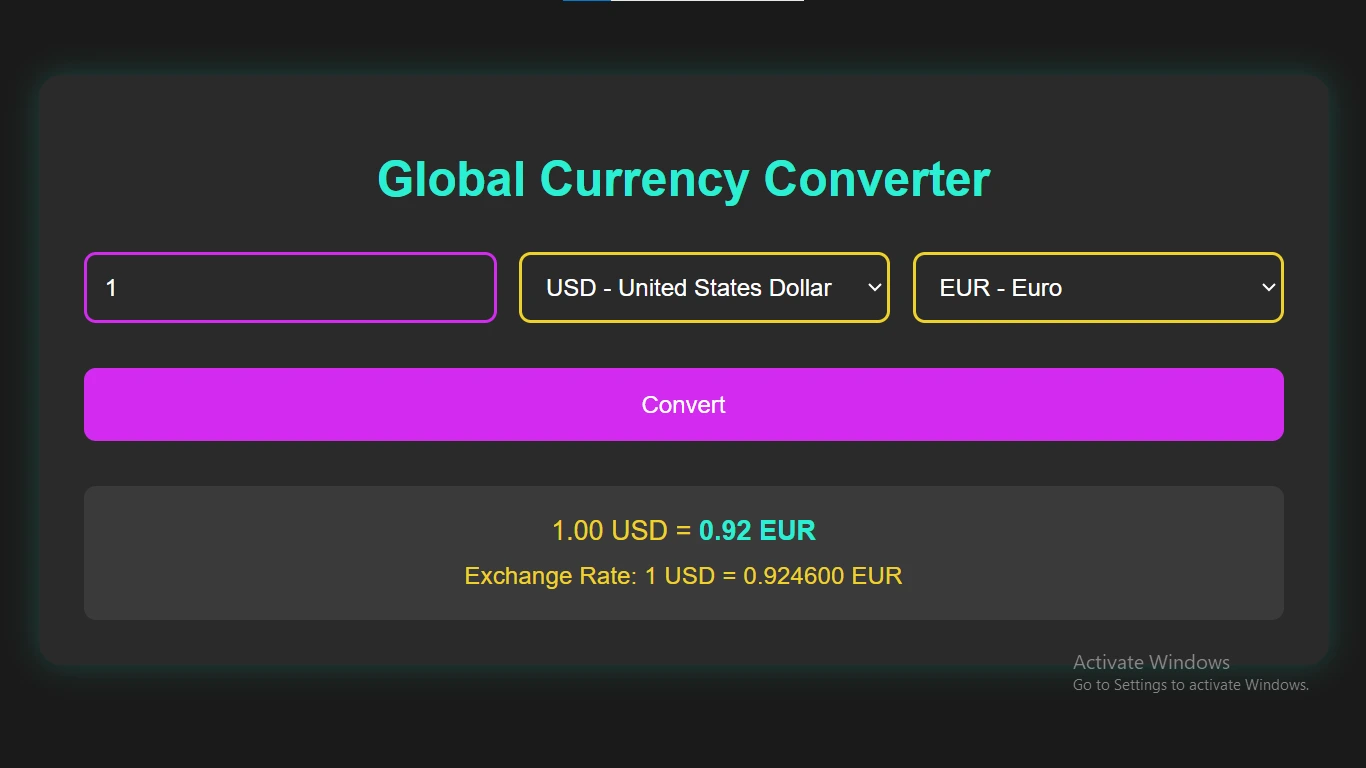 Global Currency Converter
1
USD - United States Dollar
EUR - Euro
Convert
1.00 USD = 0.92 EUR
Exchange Rate: 1 USD = 0.924600 EUR
Activate Windows
Go to Settings to activate Windows.